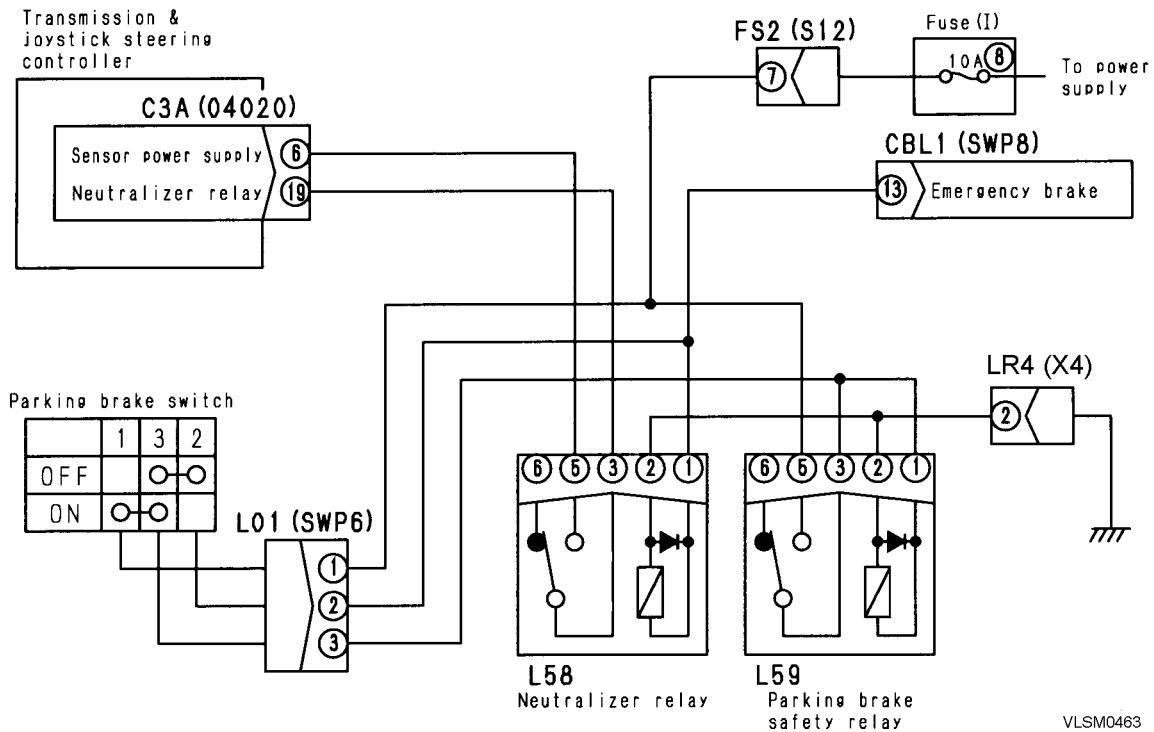 Transmission &
joystick steering
controller
C3A (04020)
Sensor power supply 6
Neutralizer relay 19
FS2 (S12)
7
Fuse (I)
10A 8
To power
supply
CBL1 (SWP8)
13 Emergency brake
LR4 (X4)
2
Parking brake switch
1 3 2
OFF
ON
L01 (SWP6)
1
2
3
6 5 3 2 1
L58
Neutralizer relay
6 5 3 2 1
L59
Parking brake
safety relay
VLSM0463